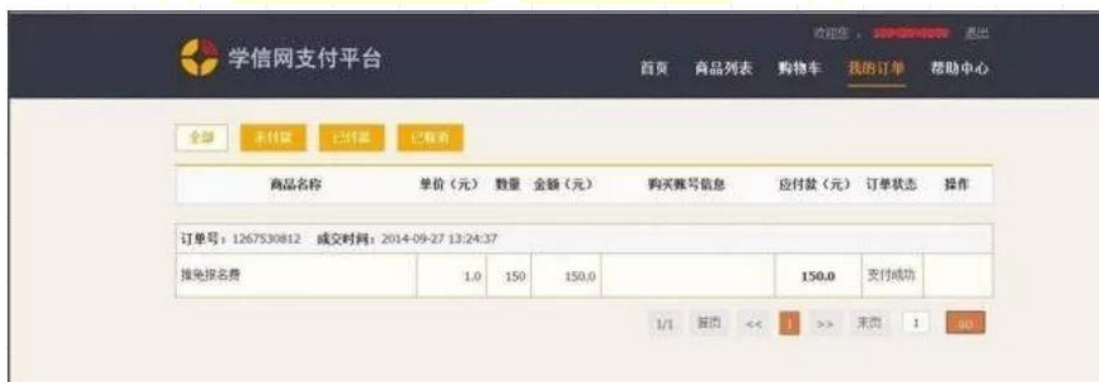 欢迎您， 退出
学信网支付平台
首页 商品列表 购物车 我的订单 帮助中心
全部 未付款 已付款 已取消
商品名称 单价（元） 数量 金额（元） 购买账号信息 应付款（元） 订单状态 操作
订单号：1267530812 成交时间：2014-09-27 13:24:37
推免报名费 1.0 150 150.0 150.0 支付成功
1/1 首页 << 1 >> 末页 1 GO